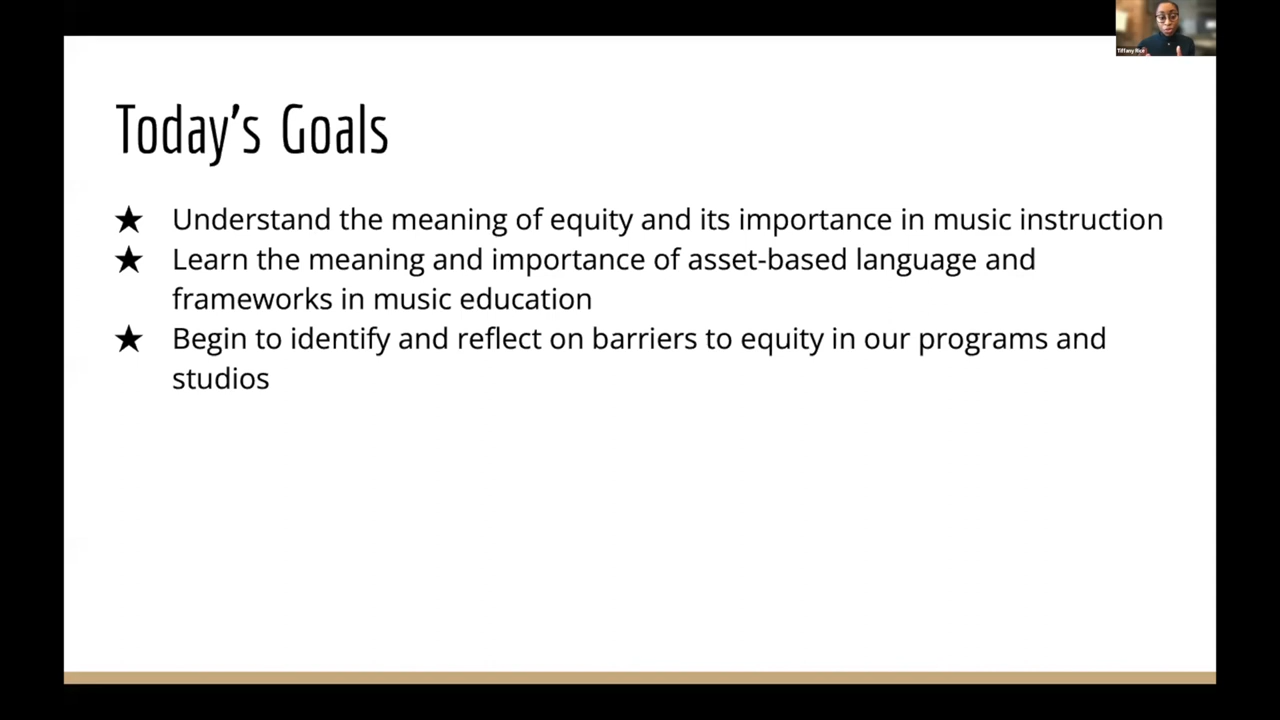 Tiffany Rice
Today's Goals
★ Understand the meaning of equity and its importance in music instruction
★ Learn the meaning and importance of asset-based language and
frameworks in music education
★ Begin to identify and reflect on barriers to equity in our programs and
studios